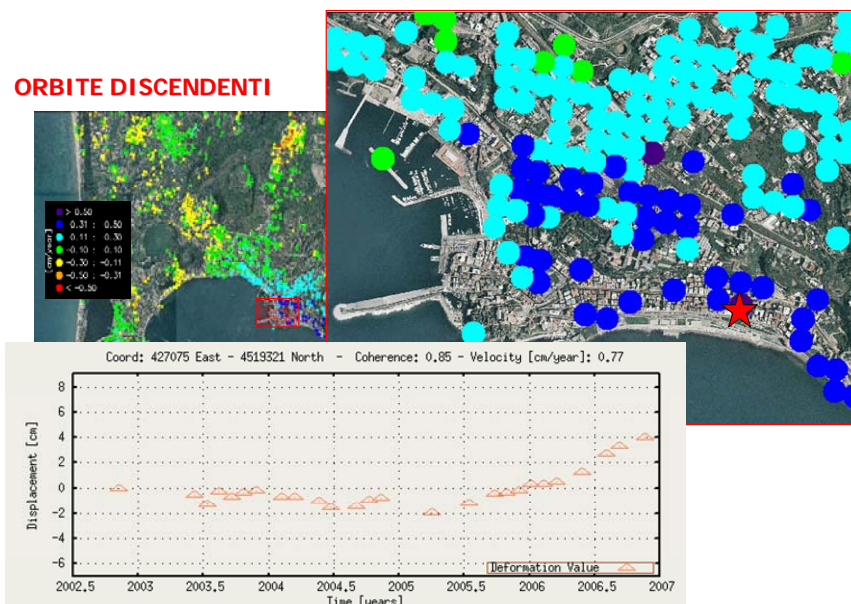 ORBITE DISCENDENTI
[cm/year]
> 0.50
0.31 : 0.50
0.11 : 0.30
-0.10 : 0.10
-0.30 : -0.11
-0.50 : -0.31
< -0.50
Coord: 427075 East - 4519321 North - Coherence: 0.85 - Velocity [cm/year]: 0.77
Displacement [cm]
8
6
4
2
0
-2
-4
-6
Deformation Value
2002.5 2003 2003.5 2004 2004.5 2005 2005.5 2006 2006.5 2007
Time [years]